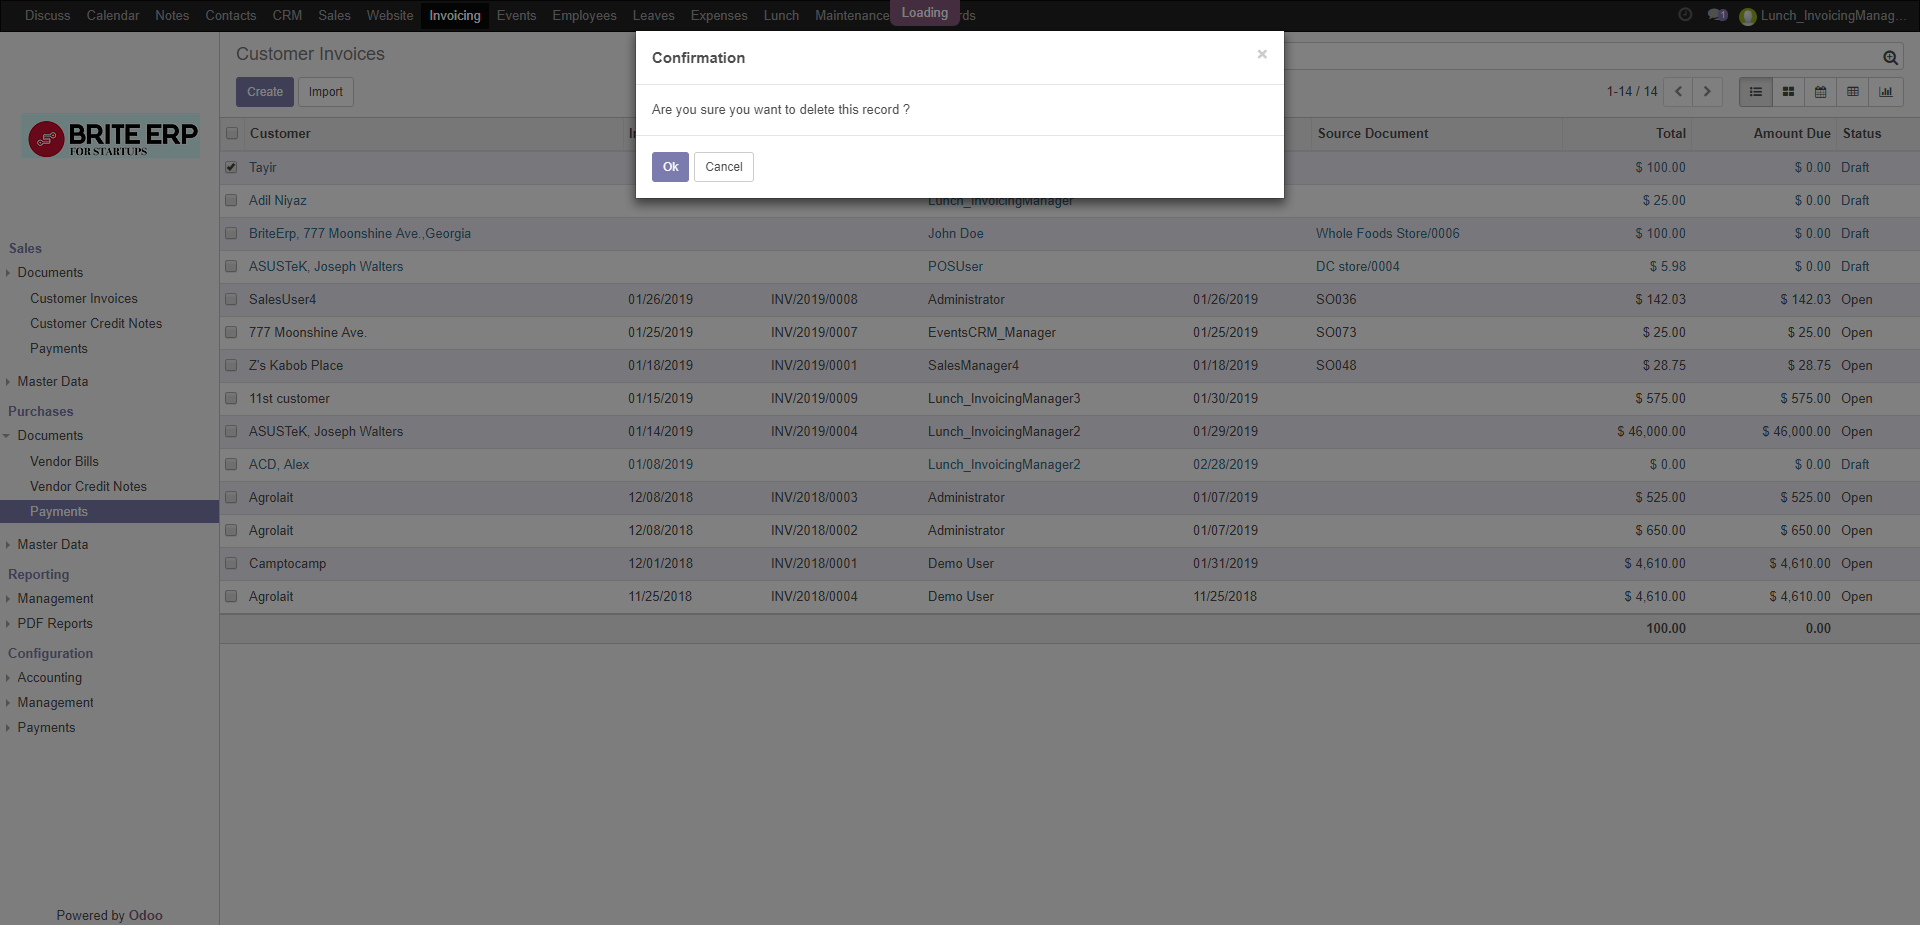 Discuss Calendar Notes Contacts CRM Sales Website Invoicing Events Employees Leaves Expenses Lunch Maintenance Loading rds 1 Lunch_InvoicingManag...
Customer Invoices
Create Import
1-14 / 14
BRITE ERP
FOR STARTUPS
Sales
Documents
Customer Invoices
Customer Credit Notes
Payments
Master Data
Purchases
Documents
Vendor Bills
Vendor Credit Notes
Payments
Master Data
Reporting
Management
PDF Reports
Configuration
Accounting
Management
Payments
Powered by Odoo
Confirmation ×
Are you sure you want to delete this record ?
Ok Cancel
Customer Source Document Total Amount Due Status
Tayir $ 100.00 $ 0.00 Draft
Adil Niyaz Lunch_InvoicingManager $ 25.00 $ 0.00 Draft
BriteErp, 777 Moonshine Ave.,Georgia John Doe Whole Foods Store/0006 $ 100.00 $ 0.00 Draft
ASUSTeK, Joseph Walters POSUser DC store/0004 $ 5.98 $ 0.00 Draft
SalesUser4 01/26/2019 INV/2019/0008 Administrator 01/26/2019 SO036 $ 142.03 $ 142.03 Open
777 Moonshine Ave. 01/25/2019 INV/2019/0007 EventsCRM_Manager 01/25/2019 SO073 $ 25.00 $ 25.00 Open
Z's Kabob Place 01/18/2019 INV/2019/0001 SalesManager4 01/18/2019 SO048 $ 28.75 $ 28.75 Open
11st customer 01/15/2019 INV/2019/0009 Lunch_InvoicingManager3 01/30/2019 $ 575.00 $ 575.00 Open
ASUSTeK, Joseph Walters 01/14/2019 INV/2019/0004 Lunch_InvoicingManager2 01/29/2019 $ 46,000.00 $ 46,000.00 Open
ACD, Alex 01/08/2019 Lunch_InvoicingManager2 02/28/2019 $ 0.00 $ 0.00 Draft
Agrolait 12/08/2018 INV/2018/0003 Administrator 01/07/2019 $ 525.00 $ 525.00 Open
Agrolait 12/08/2018 INV/2018/0002 Administrator 01/07/2019 $ 650.00 $ 650.00 Open
Camptocamp 12/01/2018 INV/2018/0001 Demo User 01/31/2019 $ 4,610.00 $ 4,610.00 Open
Agrolait 11/25/2018 INV/2018/0004 Demo User 11/25/2018 $ 4,610.00 $ 4,610.00 Open
100.00 0.00